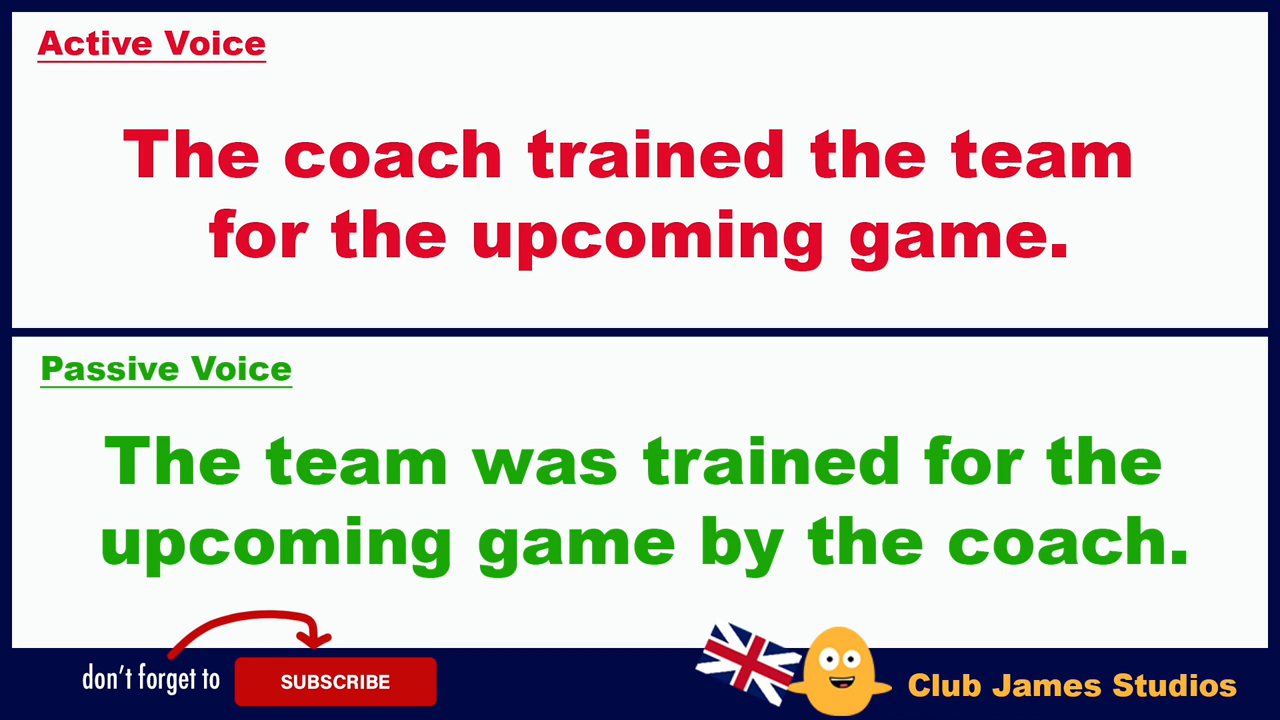 Active Voice
The coach trained the team
for the upcoming game.
Passive Voice
The team was trained for the
upcoming game by the coach.
don't forget to
SUBSCRIBE
Club James Studios